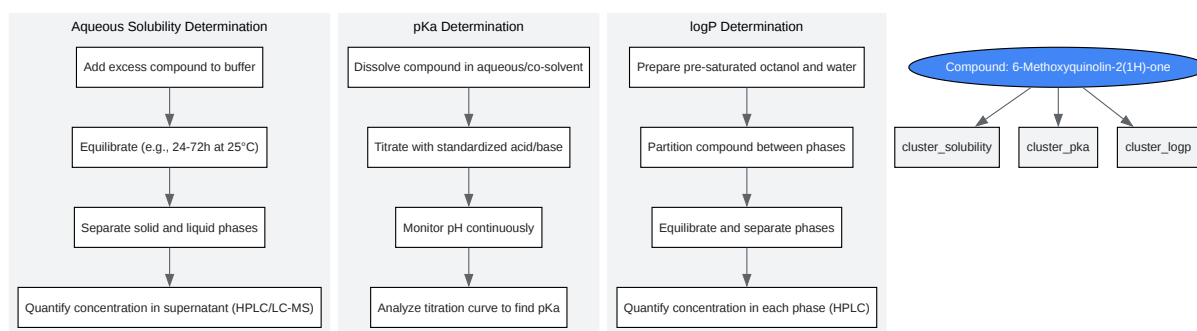 Aqueous Solubility Determination
Add excess compound to buffer
Equilibrate (e.g., 24-72h at 25°C)
Separate solid and liquid phases
Quantify concentration in supernatant (HPLC/LC-MS)
pKa Determination
Dissolve compound in aqueous/co-solvent
Titrate with standardized acid/base
Monitor pH continuously
Analyze titration curve to find pKa
logP Determination
Prepare pre-saturated octanol and water
Partition compound between phases
Equilibrate and separate phases
Quantify concentration in each phase (HPLC)
Compound: 6-Methoxyquinolin-2(1H)-one
cluster_solubility
cluster_pka
cluster_logp